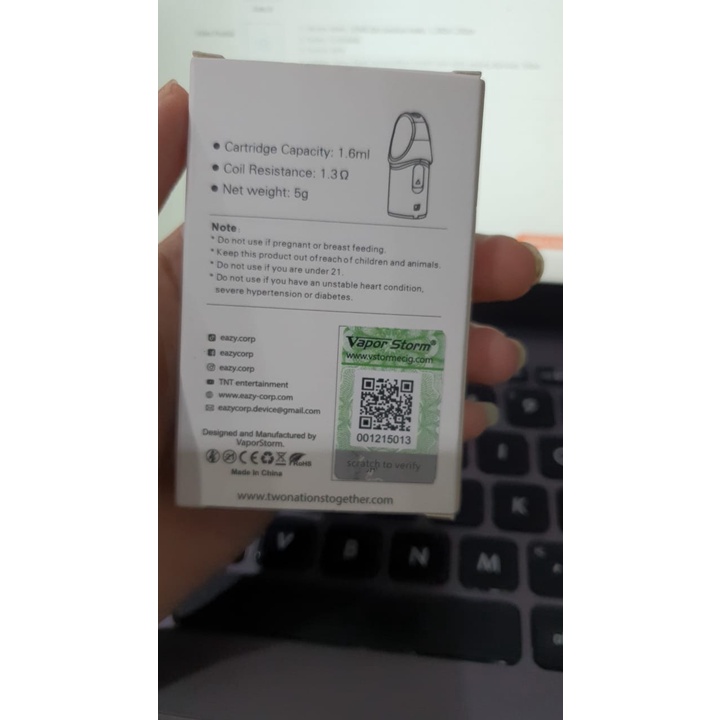 • Cartridge Capacity: 1.6ml
• Coil Resistance: 1.3Ω
• Net weight: 5g
Note:
* Do not use if pregnant or breast feeding.
* Keep this product out of reach of children and animals.
* Do not use if you are under 21.
* Do not use if you have an unstable heart condition,
severe hypertension or diabetes.
eazy.corp
eazycorp
eazy.corp
TNT entertainment
www.eazy-corp.com
eazycorp.device@gmail.com
Designed and Manufactured by
VaporStorm.
CE RoHS
Made in China
Vapor Storm®
www.vstormecig.com
001215013
scratch to verify
www.twonationstogether.com
I
K
V
B
N
M